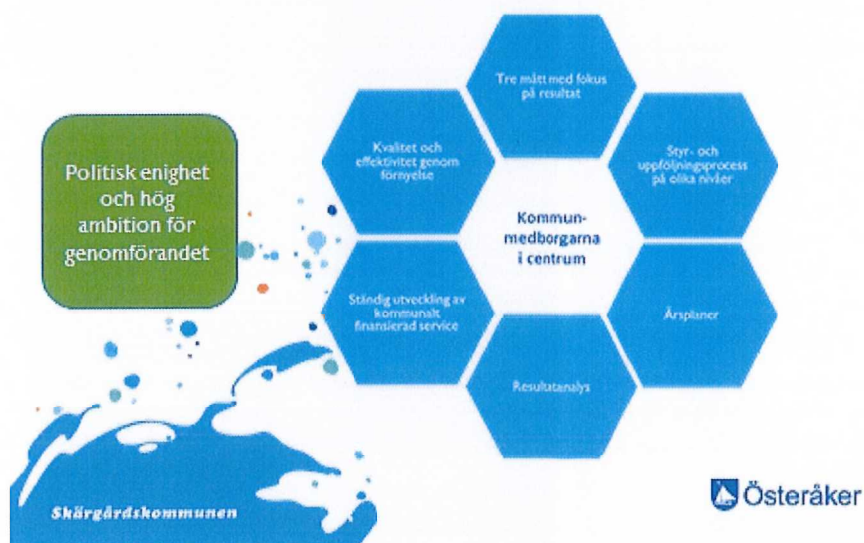 Politisk enighet
och hög
ambition för
genomförandet
Tre mått med fokus
på resultat
Kvalitet och
effektivitet genom
förnyelse
Styr- och
uppföljningsprocess
på olika nivåer
Kommun-
medborgarna
i centrum
Ständig utveckling av
kommunalt
finansierad service
Årsplaner
Resultatanalys
Skärgårdskommunen
Österåker